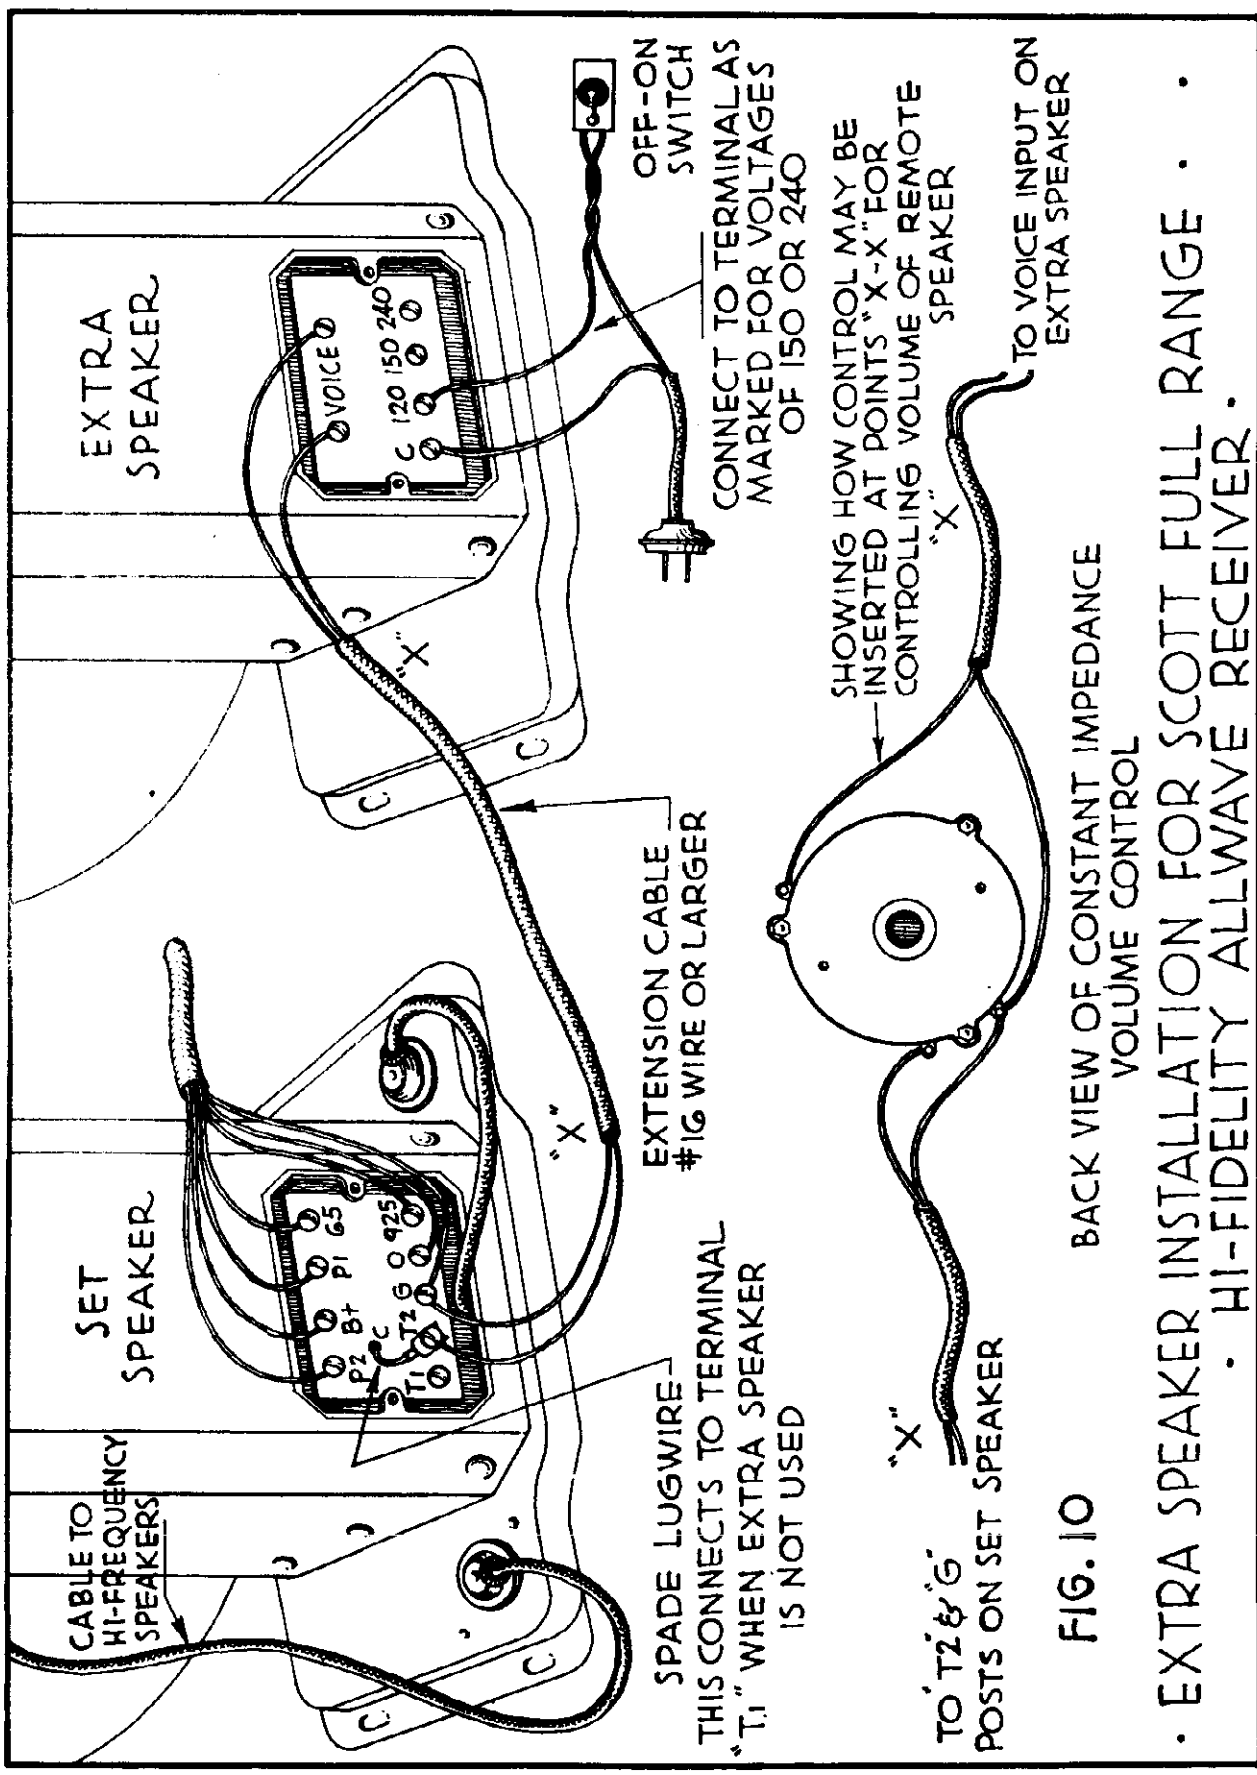 CABLE TO
HI-FREQUENCY
SPEAKERS
SET
SPEAKER
P2 B+ P1 65
C
T1 T2 G O 925
EXTRA
SPEAKER
VOICE
C 120 150 240
OFF-ON
SWITCH
CONNECT TO TERMINAL AS
MARKED FOR VOLTAGES
OF 150 OR 240
"X"
"X"
EXTENSION CABLE
#16 WIRE OR LARGER
SPADE LUGWIRE
THIS CONNECTS TO TERMINAL
"T.1" WHEN EXTRA SPEAKER
IS NOT USED
SHOWING HOW CONTROL MAY BE
INSERTED AT POINTS "X-X" FOR
CONTROLLING VOLUME OF REMOTE
SPEAKER
"X"
TO "T2" & "G"
POSTS ON SET SPEAKER
"X"
TO VOICE INPUT ON
EXTRA SPEAKER
BACK VIEW OF CONSTANT IMPEDANCE
VOLUME CONTROL
FIG. 10
· EXTRA SPEAKER INSTALLATION FOR SCOTT FULL RANGE · ·
· HI-FIDELITY ALLWAVE RECEIVER ·